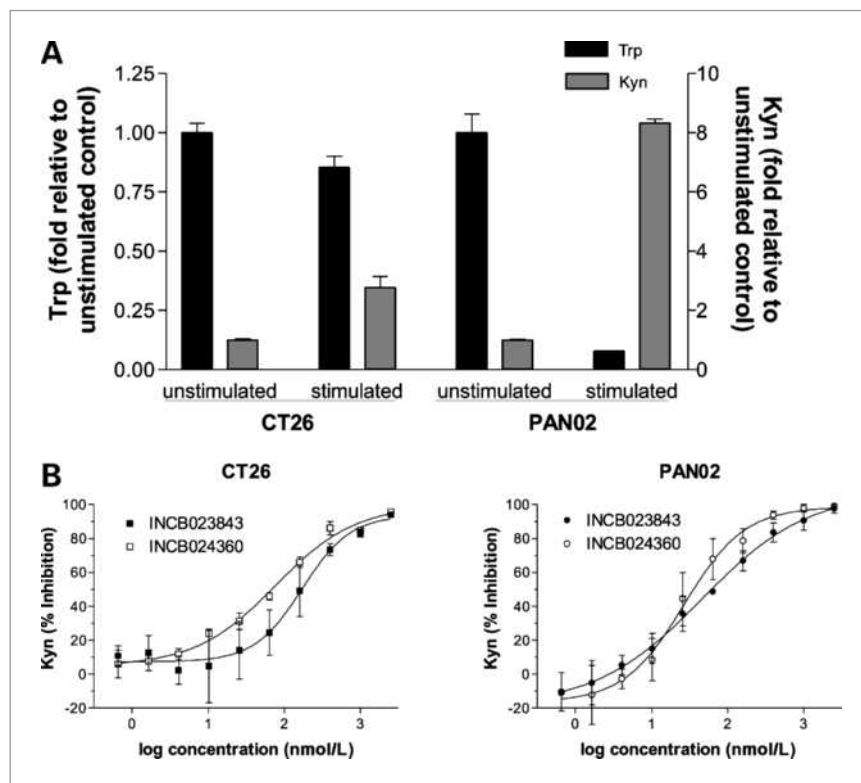 A
Trp
Kyn
Trp (fold relative to
unstimulated control)
1.25
1.00
0.75
0.50
0.25
0.00
Kyn (fold relative to
unstimulated control)
10
8
6
4
2
0
unstimulated stimulated unstimulated stimulated
CT26 PAN02
B
CT26
INCB023843
INCB024360
Kyn (% Inhibition)
100
80
60
40
20
0
-20
0 1 2 3
log concentration (nmol/L)
PAN02
INCB023843
INCB024360
Kyn (% Inhibition)
100
80
60
40
20
0
-20
0 1 2 3
log concentration (nmol/L)